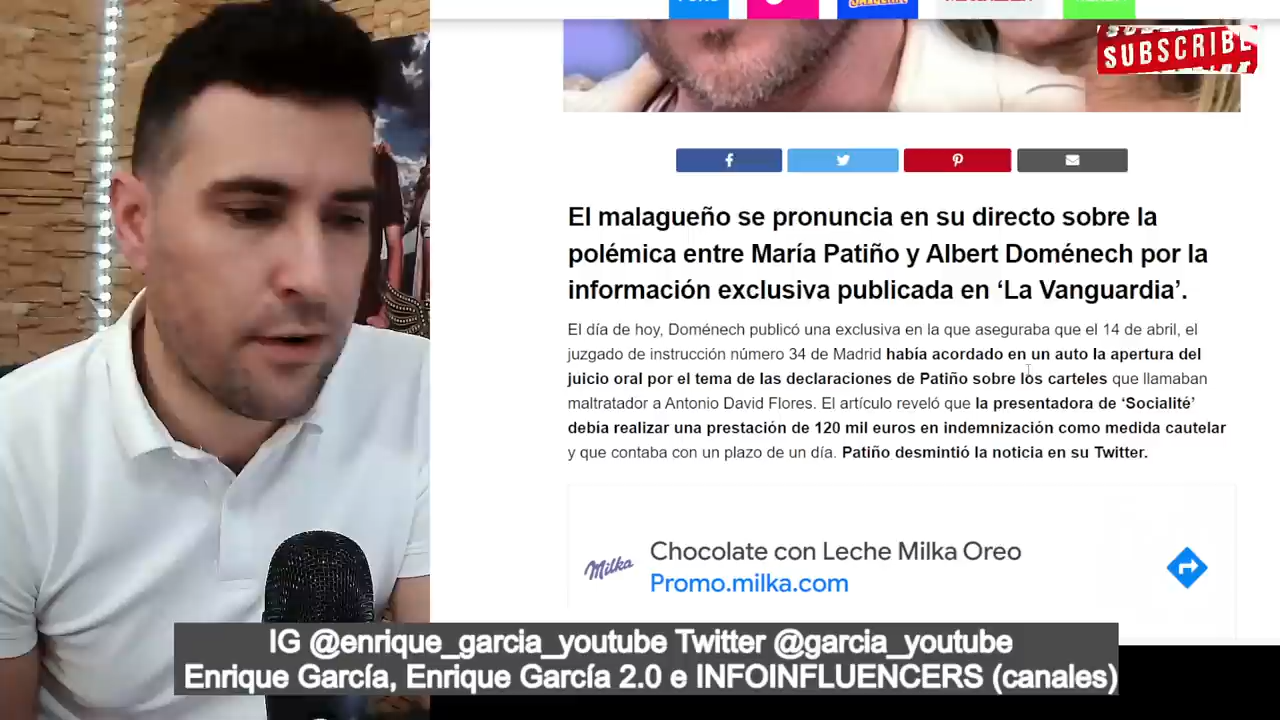 SUBSCRIBE
El malagueño se pronuncia en su directo sobre la
polémica entre María Patiño y Albert Doménech por la
información exclusiva publicada en ‘La Vanguardia’.
El día de hoy, Doménech publicó una exclusiva en la que aseguraba que el 14 de abril, el
juzgado de instrucción número 34 de Madrid había acordado en un auto la apertura del
juicio oral por el tema de las declaraciones de Patiño sobre los carteles que llamaban
maltratador a Antonio David Flores. El artículo reveló que la presentadora de ‘Socialité’
debía realizar una prestación de 120 mil euros en indemnización como medida cautelar
y que contaba con un plazo de un día. Patiño desmintió la noticia en su Twitter.
Chocolate con Leche Milka Oreo
Milka
Promo.milka.com
IG @enrique_garcia_youtube Twitter @garcia_youtube
Enrique García, Enrique García 2.0 e INFOINFLUENCERS (canales)